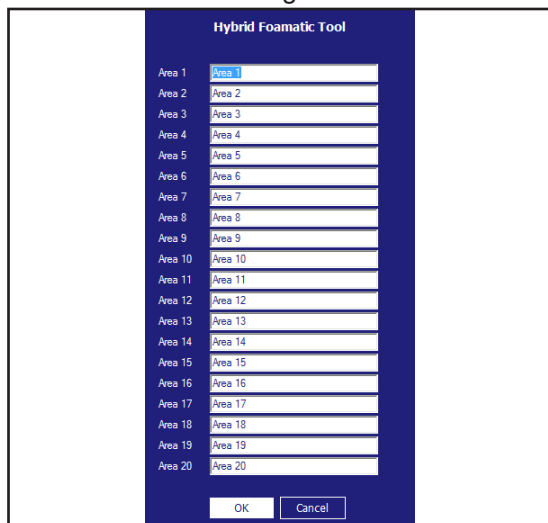 Hybrid Foamatic Tool
Area 1 Area 1
Area 2 Area 2
Area 3 Area 3
Area 4 Area 4
Area 5 Area 5
Area 6 Area 6
Area 7 Area 7
Area 8 Area 8
Area 9 Area 9
Area 10 Area 10
Area 11 Area 11
Area 12 Area 12
Area 13 Area 13
Area 14 Area 14
Area 15 Area 15
Area 16 Area 16
Area 17 Area 17
Area 18 Area 18
Area 19 Area 19
Area 20 Area 20
OK Cancel